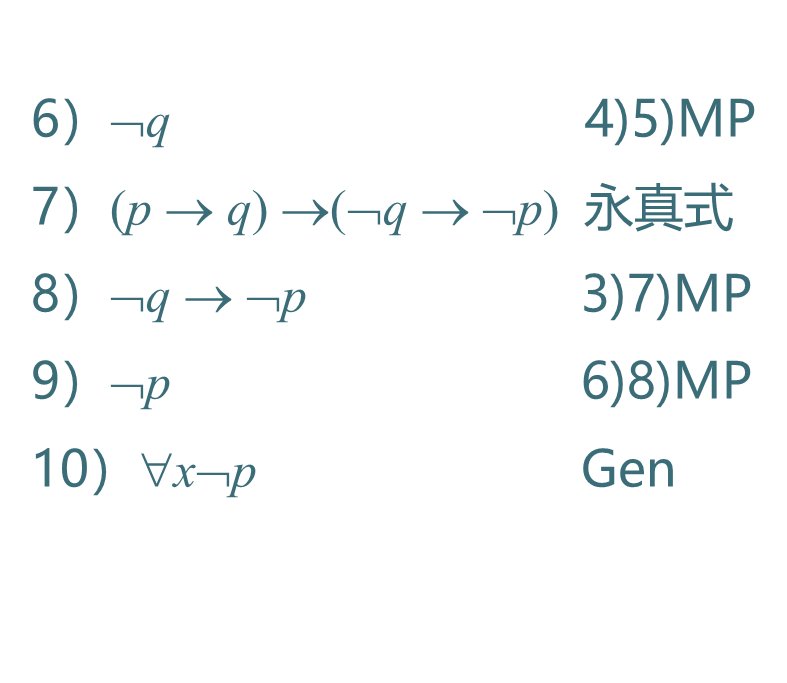 6）¬q 4)5)MP
7）(p → q) →(¬q → ¬p) 永真式
8）¬q → ¬p 3)7)MP
9）¬p 6)8)MP
10）∀x¬p Gen